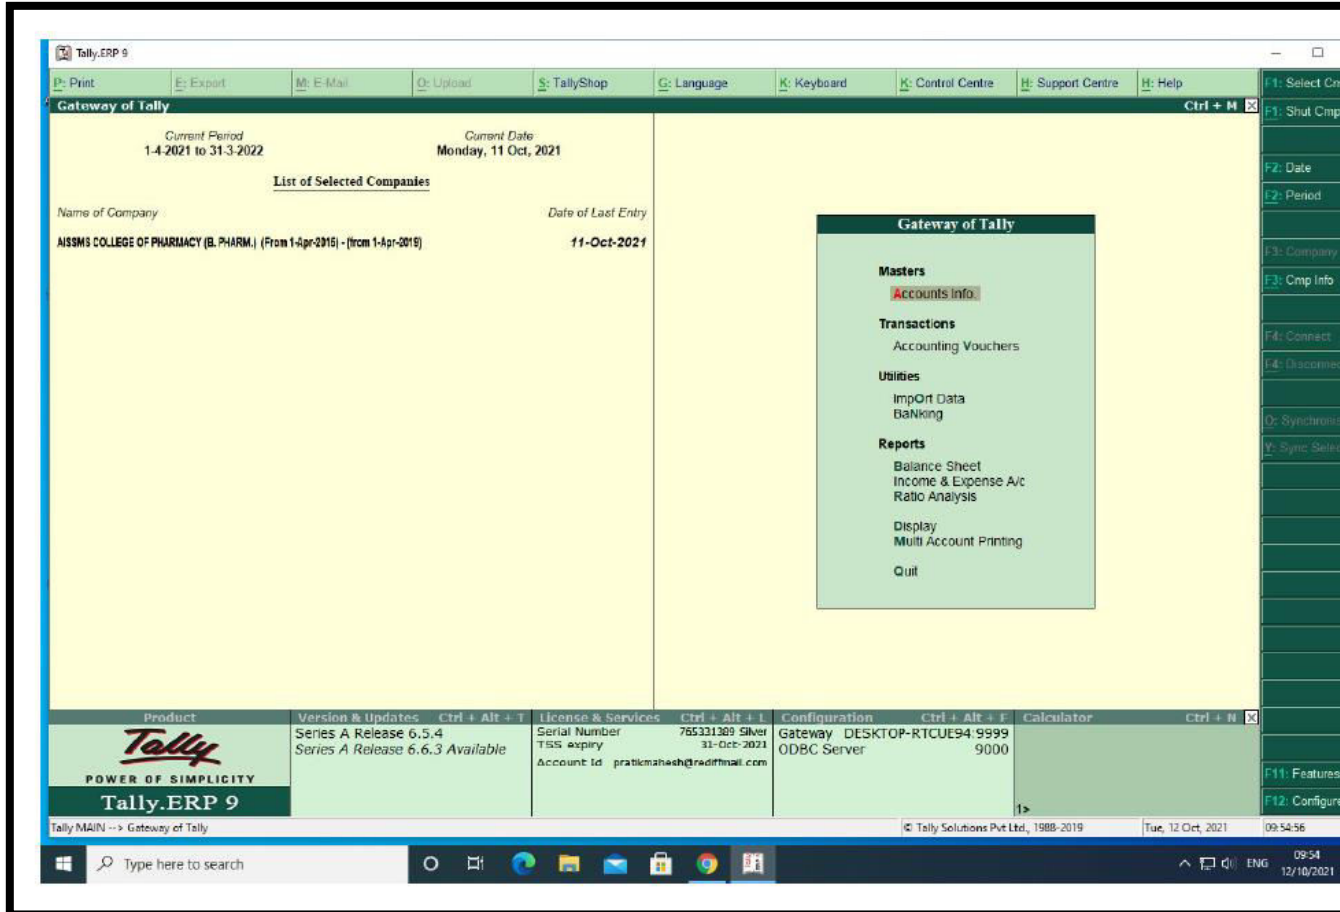 Tally.ERP 9
P: Print E: Export M: E-Mail O: Upload S: TallyShop G: Language K: Keyboard K: Control Centre H: Support Centre H: Help F1: Select Cm
Gateway of Tally Ctrl + M
F1: Shut Cmp
Current Period Current Date
1-4-2021 to 31-3-2022 Monday, 11 Oct, 2021
F2: Date
List of Selected Companies
F2: Period
Name of Company Date of Last Entry
AISSMS COLLEGE OF PHARMACY (B. PHARM.) (From 1-Apr-2015) - (from 1-Apr-2019) 11-Oct-2021
F3: Company
F3: Cmp Info
F4: Connect
F4: Disconnec
O: Synchronis
Y: Sync Selec
Gateway of Tally
Masters
Accounts Info.
Transactions
Accounting Vouchers
Utilities
ImpOrt Data
BaNking
Reports
Balance Sheet
Income & Expense A/c
Ratio Analysis
Display
Multi Account Printing
Quit
Product
Tally
POWER OF SIMPLICITY
Tally.ERP 9
Version & Updates Ctrl + Alt + T
Series A Release 6.5.4
Series A Release 6.6.3 Available
License & Services Ctrl + Alt + L
Serial Number 765331389 Silver
TSS expiry 31-Oct-2021
Account Id pratikmahesh@rediffmail.com
Configuration Ctrl + Alt + F
Gateway DESKTOP-RTCUE94:9999
ODBC Server 9000
Calculator Ctrl + N
1>
F11: Features
F12: Configure
Tally MAIN --> Gateway of Tally © Tally Solutions Pvt Ltd., 1988-2019 Tue, 12 Oct, 2021 09:54:56
Type here to search ENG 09:54
12/10/2021